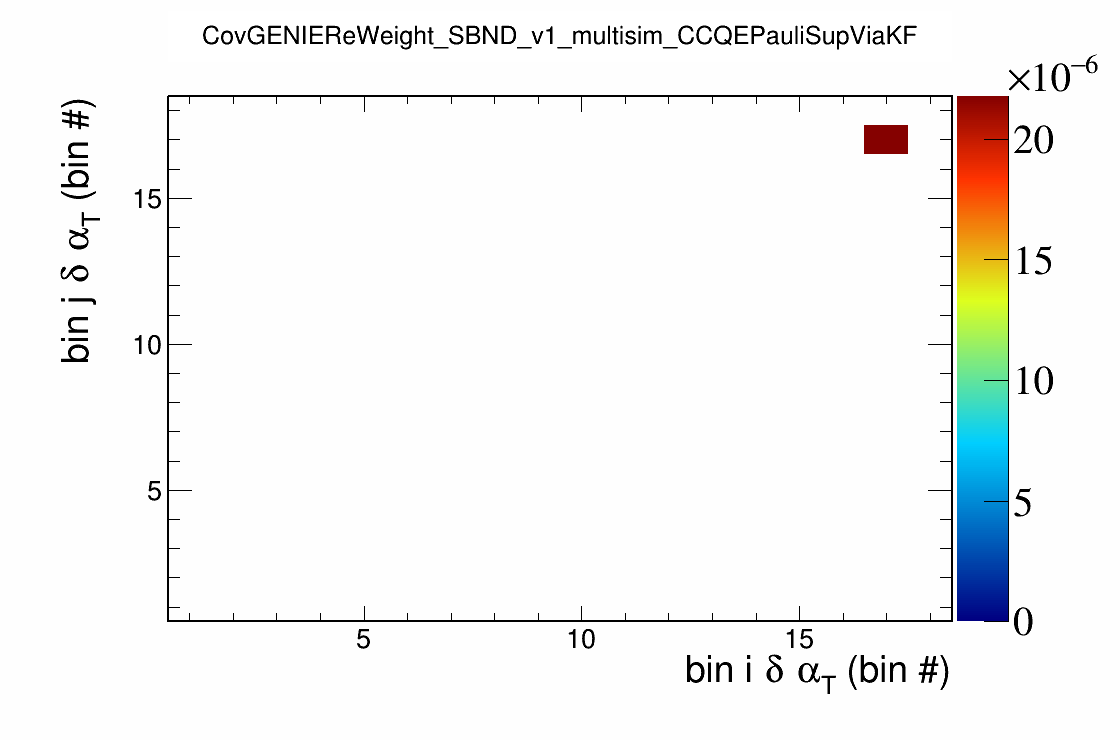 CovGENIEReWeight_SBND_v1_multisim_CCQEPauliSupViaKF
×10⁻⁶
bin j δ α_T (bin #)
15
10
5
20
15
10
5
0
5 10 15
bin i δ α_T (bin #)